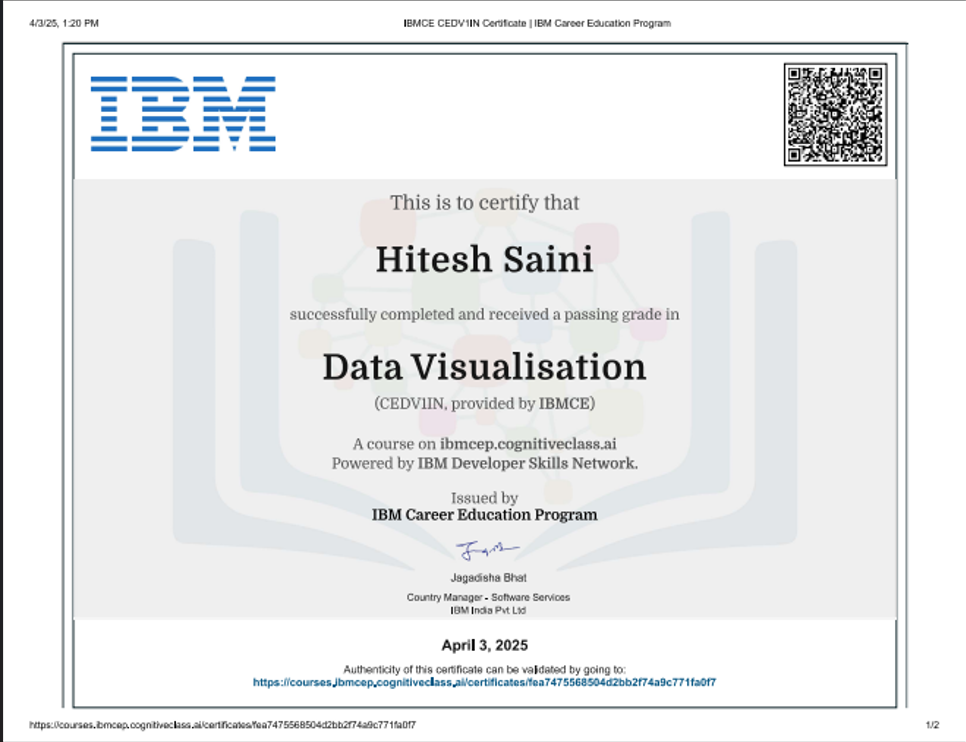 4/3/25, 1:20 PM
IBMCE CEDV1IN Certificate | IBM Career Education Program
IBM
This is to certify that
Hitesh Saini
successfully completed and received a passing grade in
Data Visualisation
(CEDV1IN, provided by IBMCE)
A course on ibmcep.cognitiveclass.ai
Powered by IBM Developer Skills Network.
Issued by
IBM Career Education Program
Jagadisha Bhat
Country Manager - Software Services
IBM India Pvt Ltd
April 3, 2025
Authenticity of this certificate can be validated by going to:
https://courses.ibmcep.cognitiveclass.ai/certificates/fea7475568504d2bb2f74a9c771fa0f7
https://courses.ibmcep.cognitiveclass.ai/certificates/fea7475568504d2bb2f74a9c771fa0f7
1/2